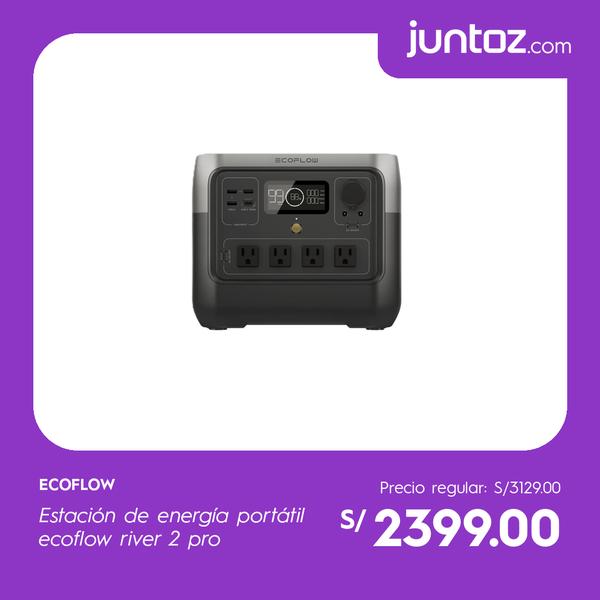 juntoz.com
ECOFLOW
ECOFLOW
Precio regular: S/3129.00
Estación de energía portátil
ecoflow river 2 pro
S/ 2399.00